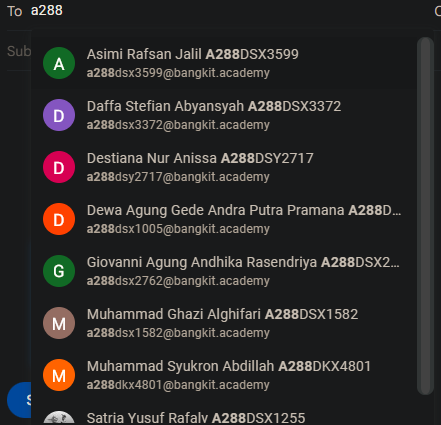 To a288
Sub
A
Asimi Rafsan Jalil A288DSX3599
a288dsx3599@bangkit.academy
D
Daffa Stefian Abyansyah A288DSX3372
a288dsx3372@bangkit.academy
D
Destiana Nur Anissa A288DSY2717
a288dsy2717@bangkit.academy
D
Dewa Agung Gede Andra Putra Pramana A288D...
a288dsx1005@bangkit.academy
G
Giovanni Agung Andhika Rasendriya A288DSX2...
a288dsx2762@bangkit.academy
M
Muhammad Ghazi Alghifari A288DSX1582
a288dsx1582@bangkit.academy
M
Muhammad Syukron Abdillah A288DKX4801
a288dkx4801@bangkit.academy
Satria Yusuf Rafaly A288DSX1255